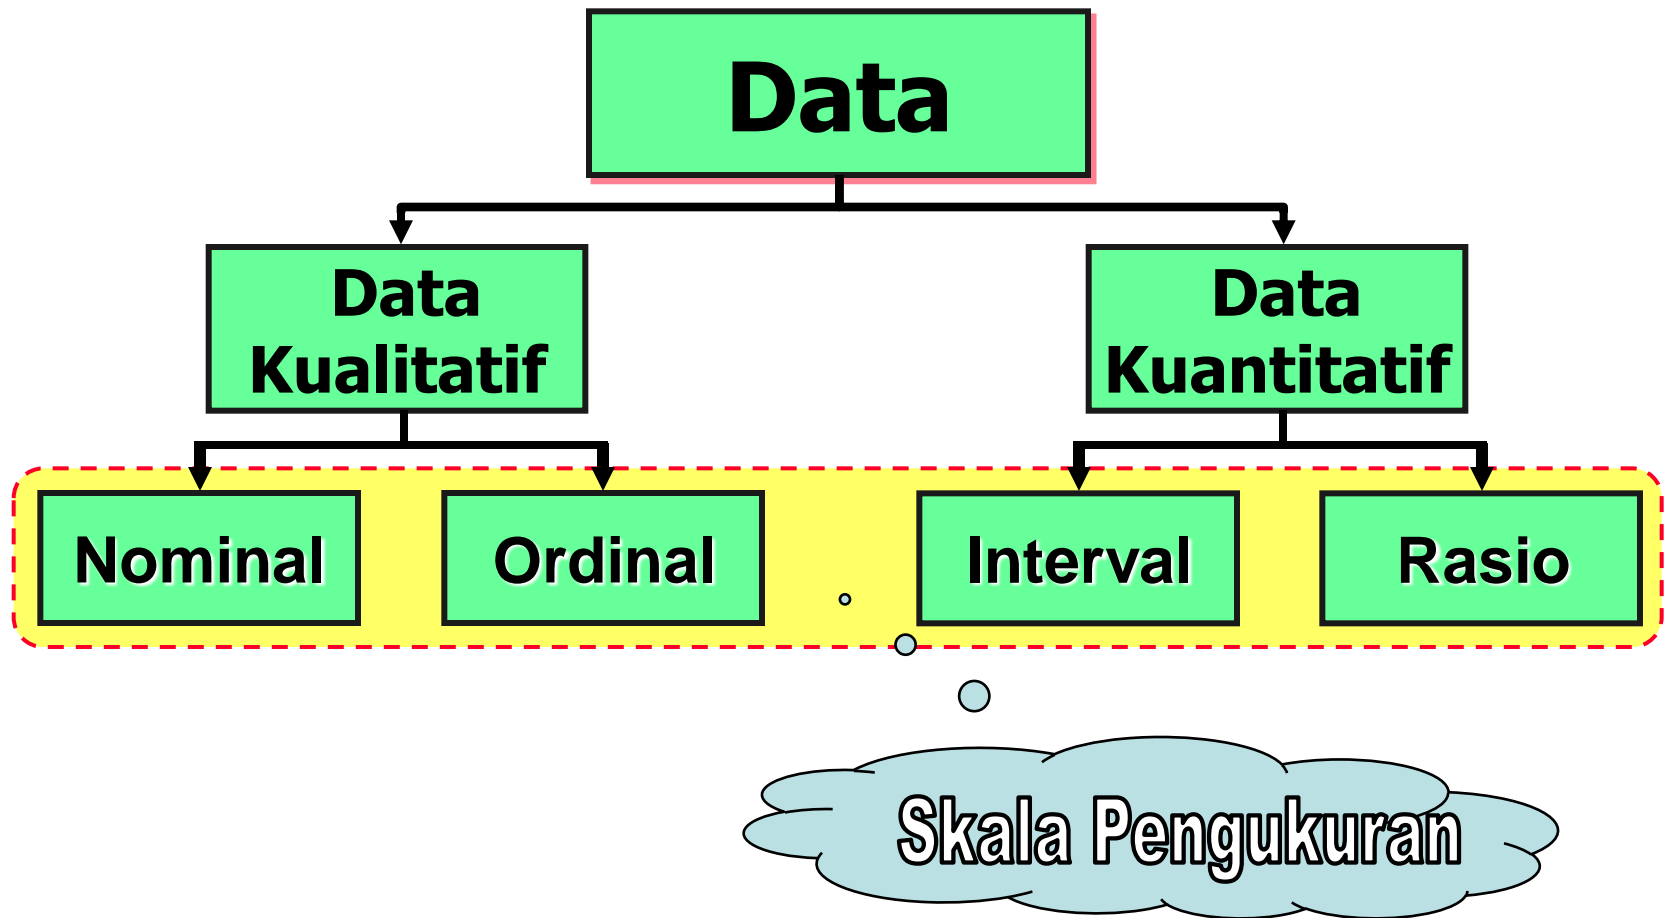 Data
Data
Kualitatif
Data
Kuantitatif
Nominal
Ordinal
Interval
Rasio
Skala Pengukuran